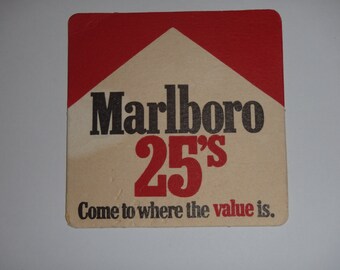 Marlboro
25's
Come to where the value is.